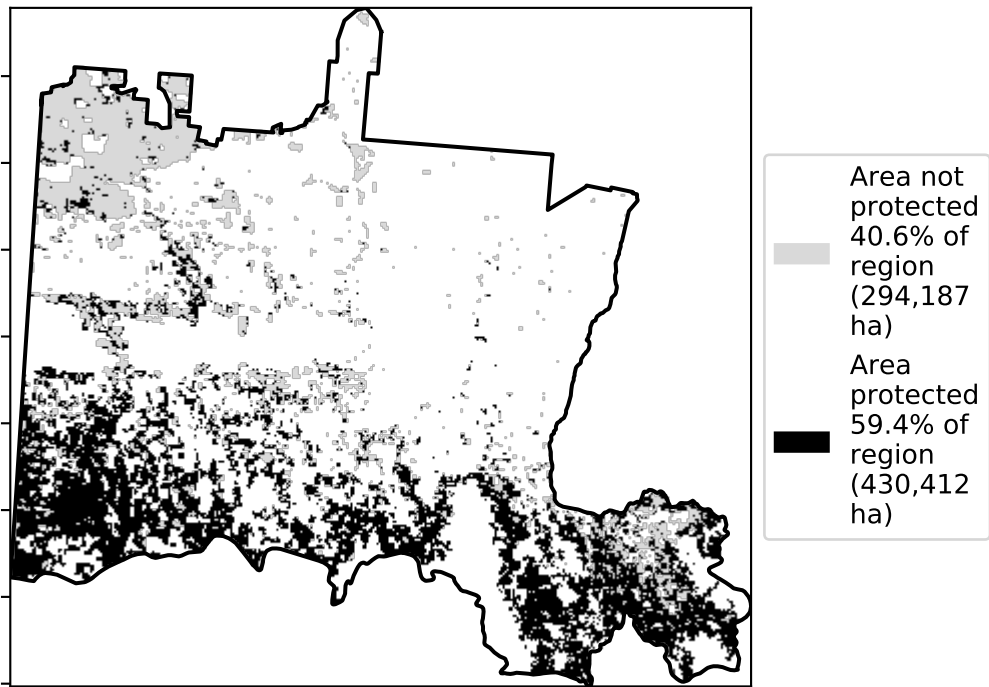 Area not
protected
40.6% of
region
(294,187
ha)
Area
protected
59.4% of
region
(430,412
ha)